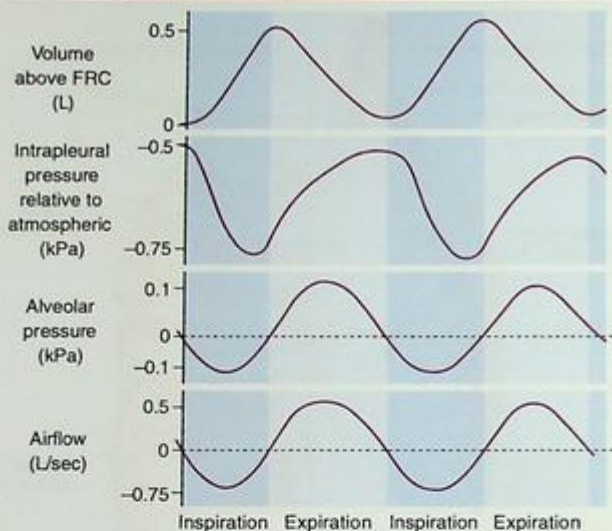 Volume
above FRC
(L)
0.5
0
Intrapleural
pressure
relative to
atmospheric
(kPa)
–0.5
–0.75
Alveolar
pressure
(kPa)
0.1
0
–0.1
Airflow
(L/sec)
0.5
0
–0.75
Inspiration Expiration Inspiration Expiration